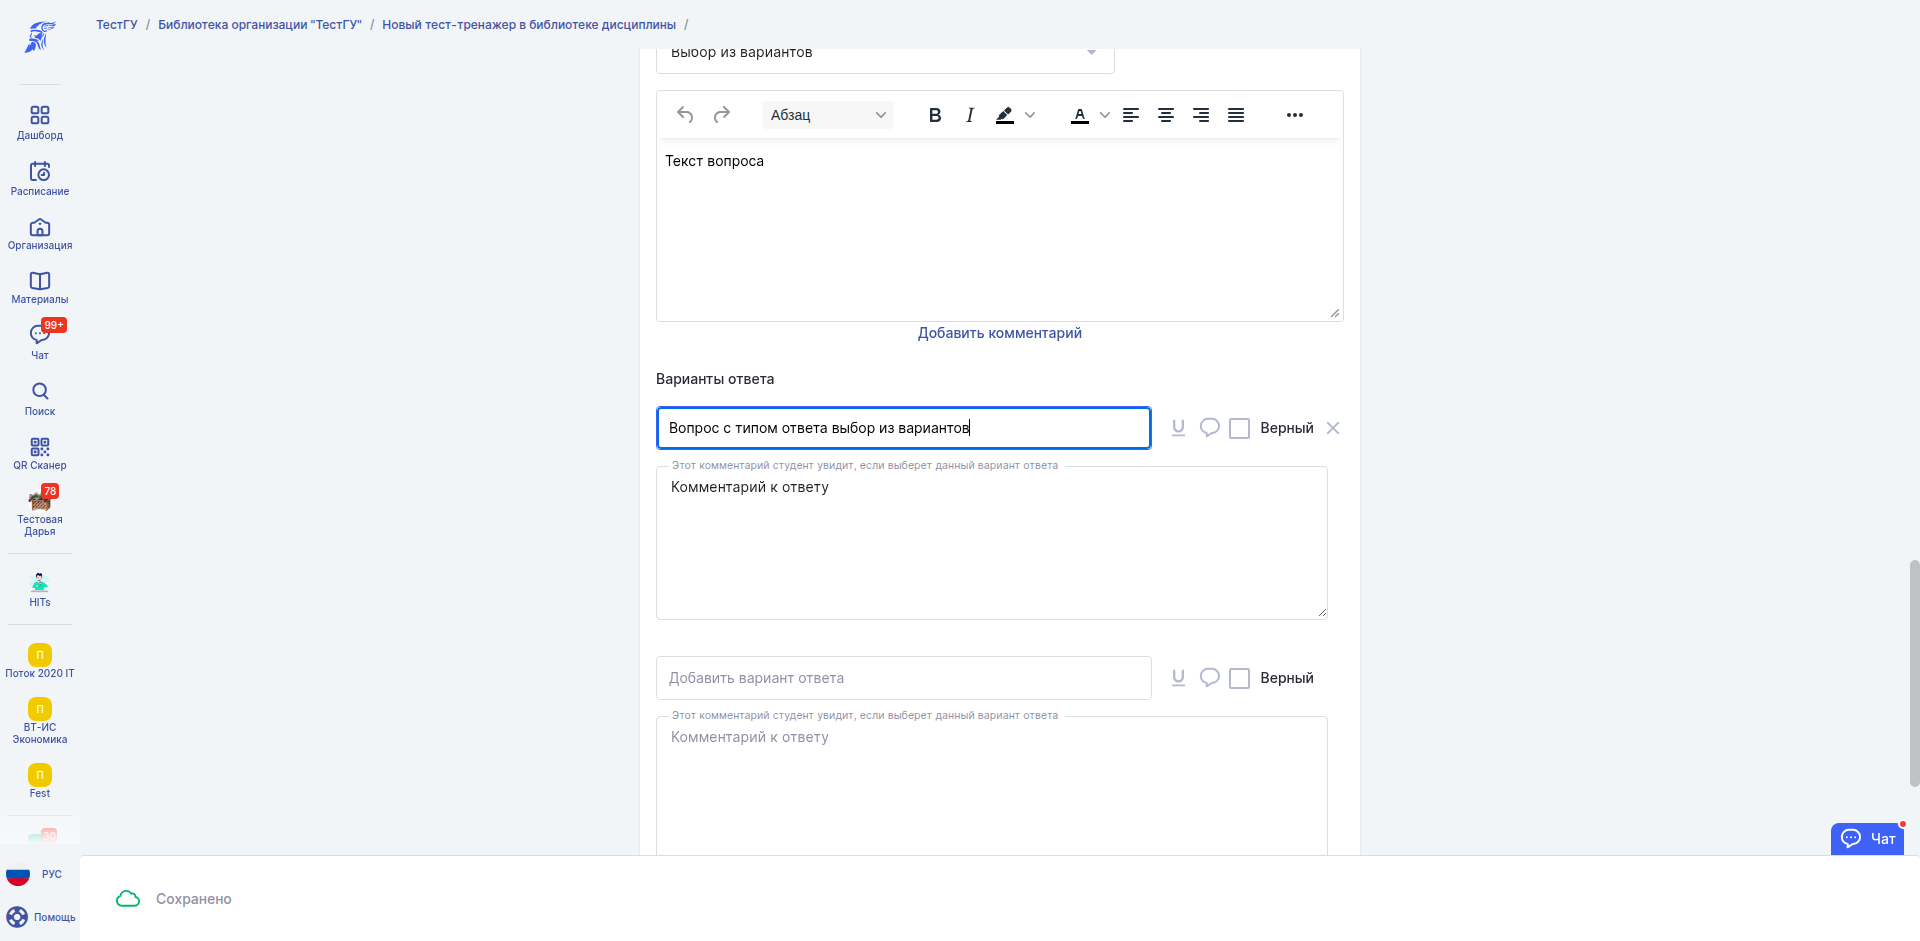 ТестГУ / Библиотека организации "ТестГУ" / Новый тест-тренажер в библиотеке дисциплины /
Дашборд
Расписание
Организация
Материалы
99+
Чат
Поиск
QR Сканер
78
Тестовая
Дарья
HITs
П
Поток 2020 IT
П
ВТ-ИС
Экономика
П
Fest
30
РУС
Помощь
Выбор из вариантов
Абзац
B I A
Текст вопроса
Добавить комментарий
Варианты ответа
Вопрос с типом ответа выбор из вариантов
Верный
Этот комментарий студент увидит, если выберет данный вариант ответа
Комментарий к ответу
Добавить вариант ответа
Верный
Этот комментарий студент увидит, если выберет данный вариант ответа
Комментарий к ответу
Чат
Сохранено